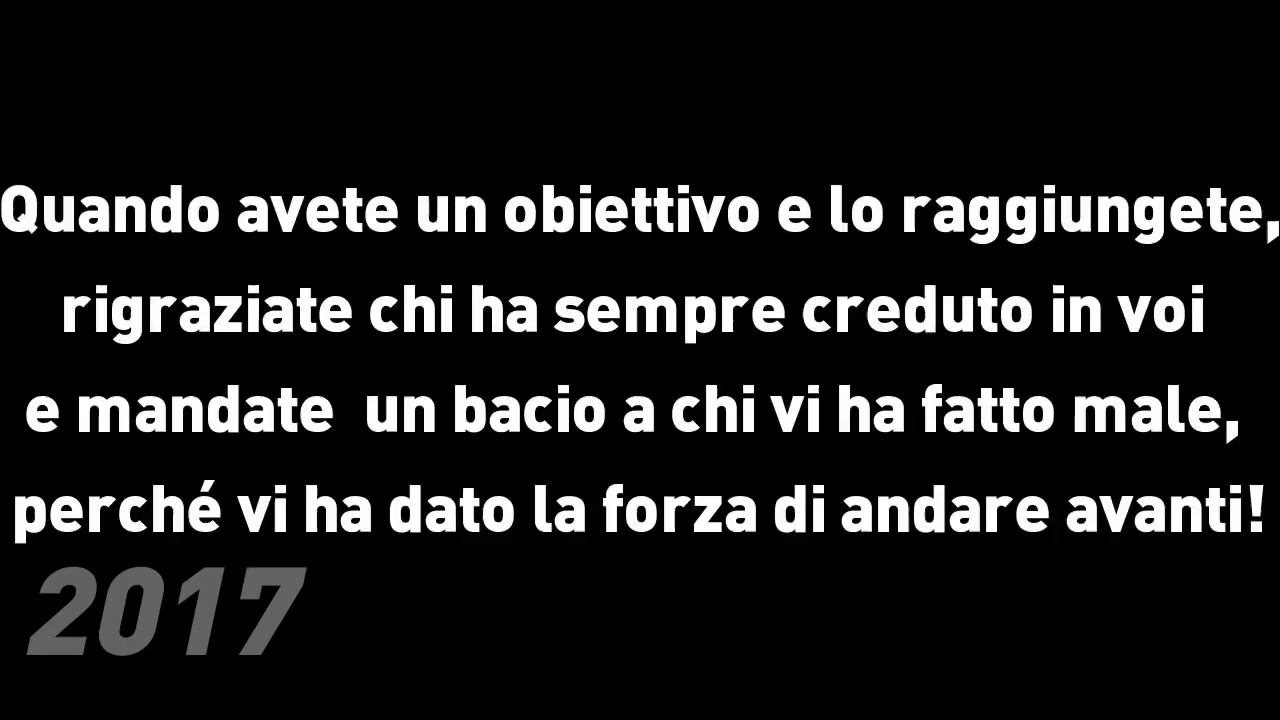 Quando avete un obiettivo e lo raggiungete,
rigraziate chi ha sempre creduto in voi
e mandate  un bacio a chi vi ha fatto male,
perché vi ha dato la forza di andare avanti!
2017